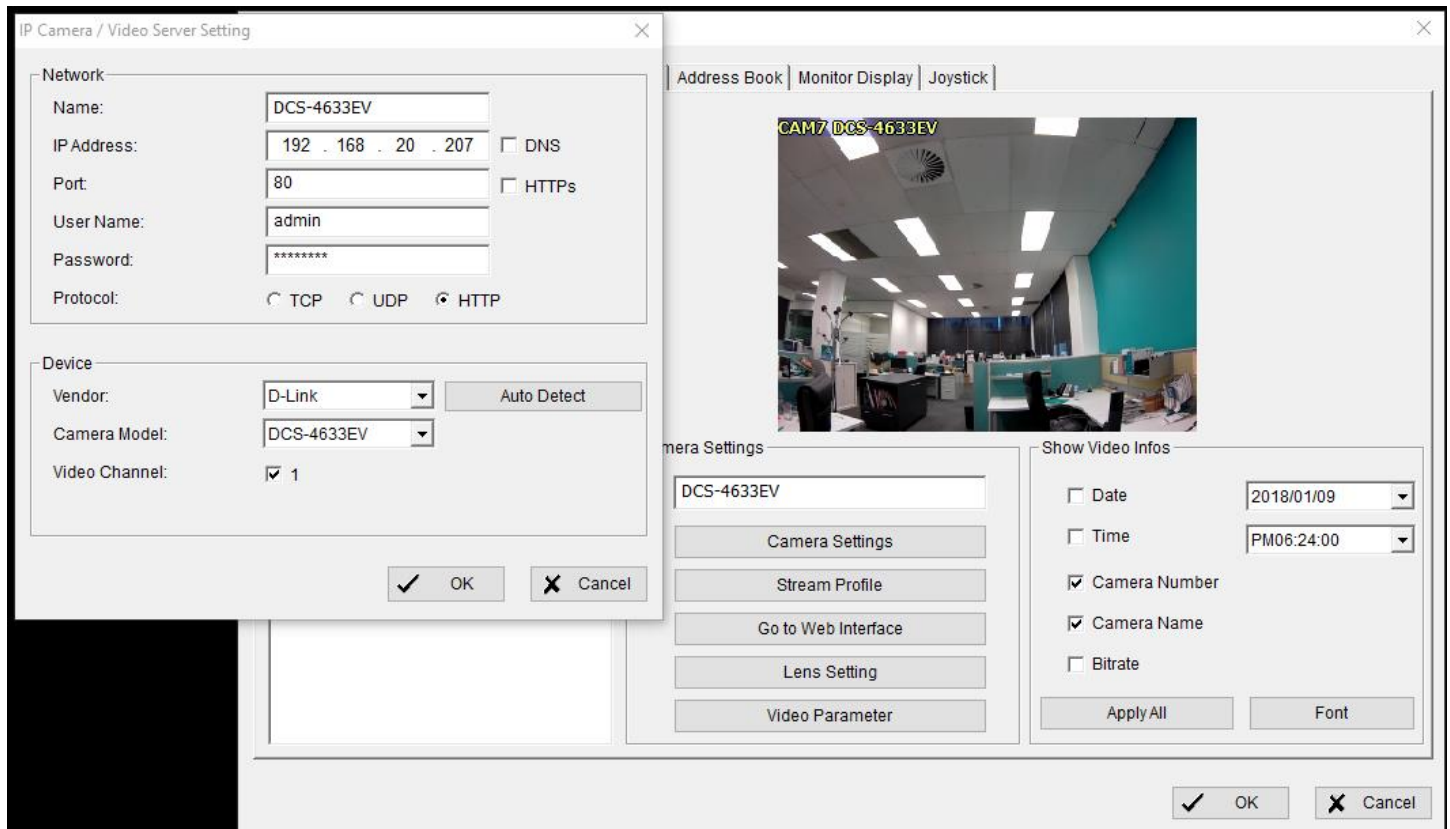 IP Camera / Video Server Setting
Network
Name: DCS-4633EV
IP Address: 192 . 168 . 20 . 207 DNS
Port: 80 HTTPs
User Name: admin
Password: ********
Protocol: TCP UDP HTTP
Device
Vendor: D-Link Auto Detect
Camera Model: DCS-4633EV
Video Channel: 1
OK Cancel
Address Book Monitor Display Joystick
CAM7 DCS-4633EV
mera Settings
DCS-4633EV
Camera Settings
Stream Profile
Go to Web Interface
Lens Setting
Video Parameter
Show Video Infos
Date 2018/01/09
Time PM06:24:00
Camera Number
Camera Name
Bitrate
Apply All Font
OK Cancel